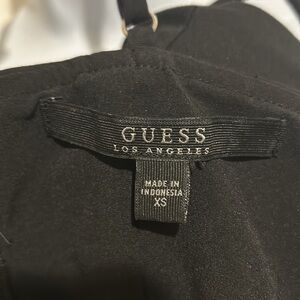 GUESS
LOS ANGELES
MADE IN
INDONESIA
XS